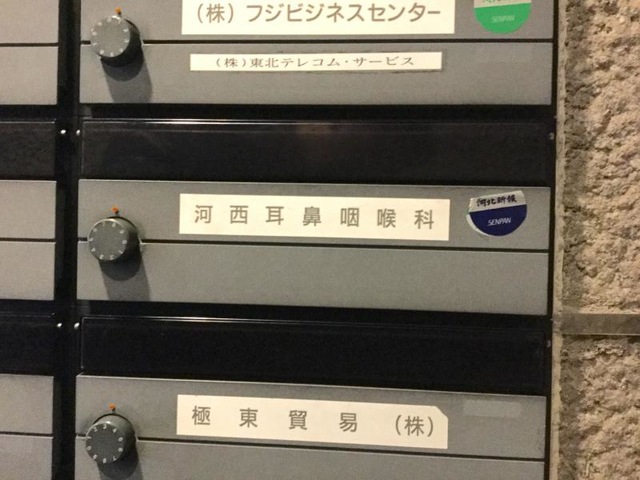 (株)フジビジネスセンター
SENPAN
(株)東北テレコム・サービス
河西耳鼻咽喉科
河北新報
SENPAN
極東貿易(株)